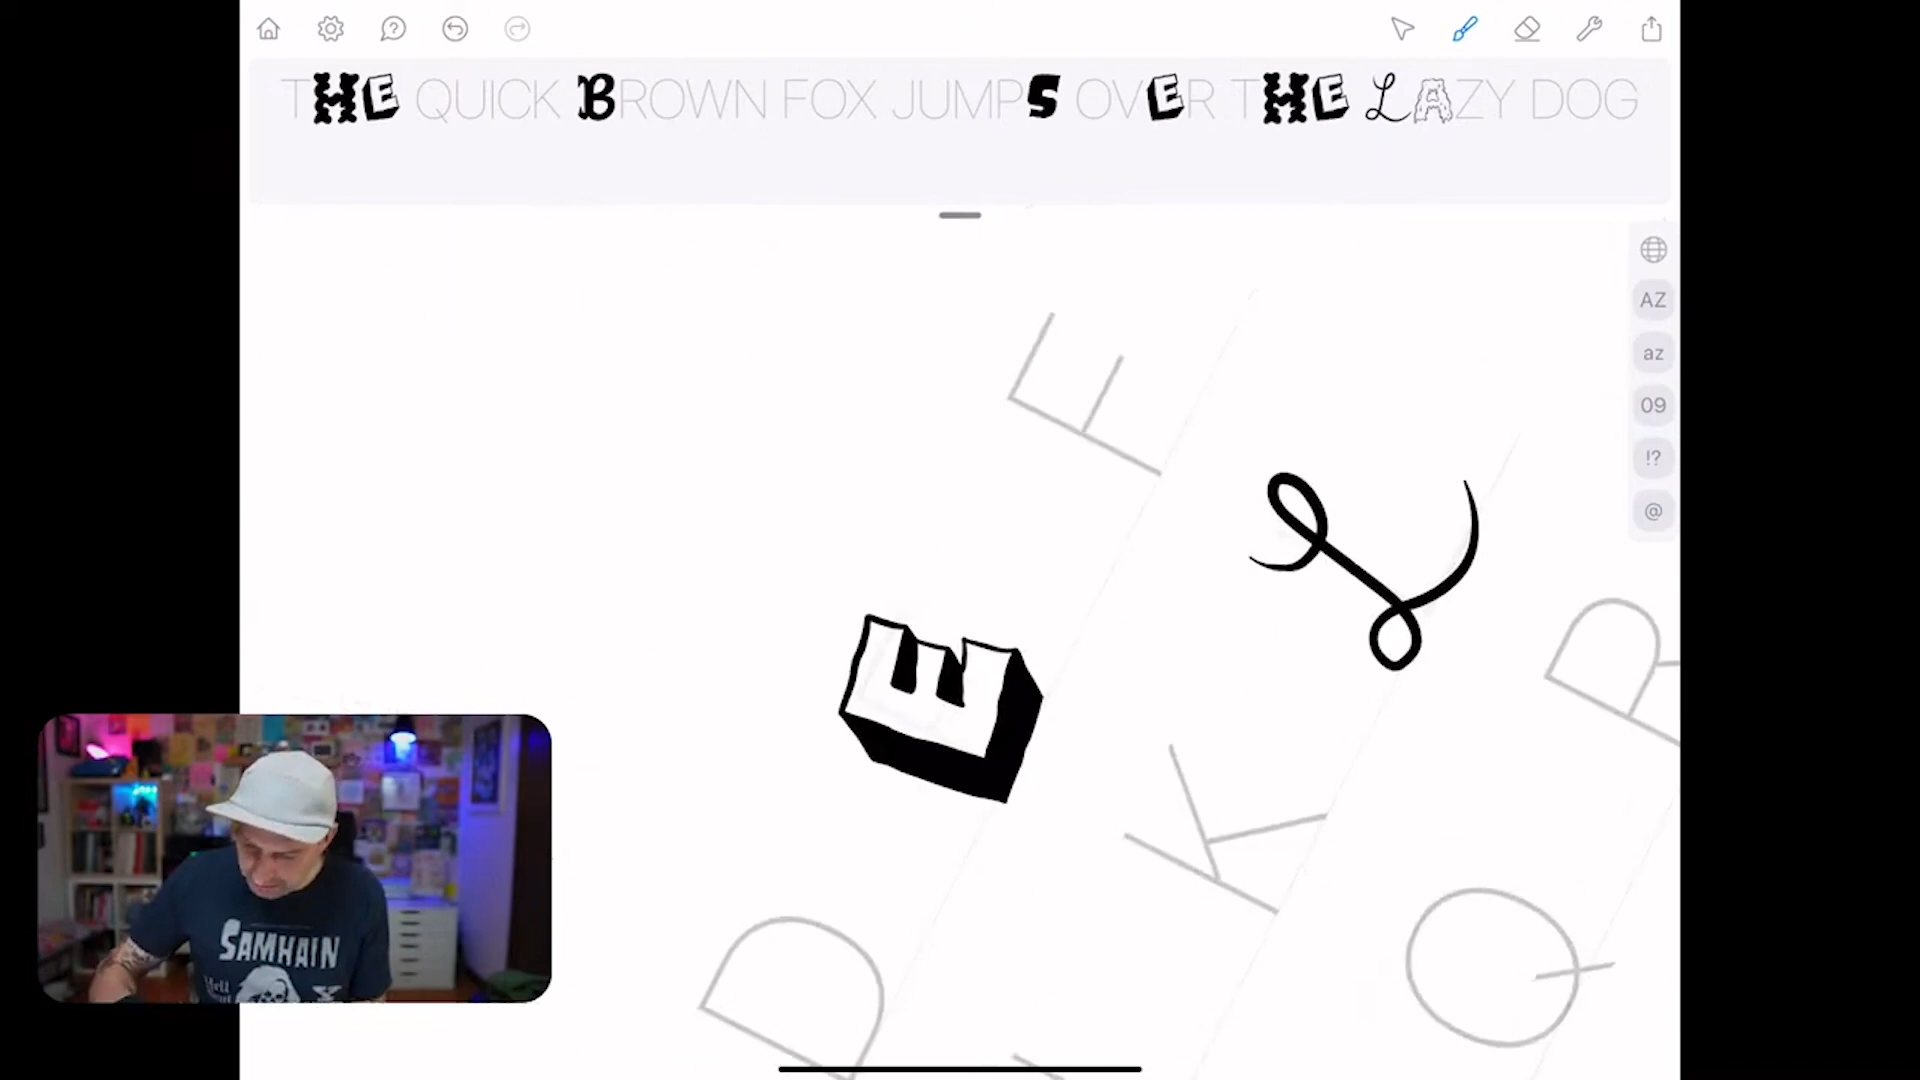 THE QUICK BROWN FOX JUMPS OVER THE LAZY DOG
AZ
az
09
!?
@
F
L
R
E
K
Q
D
SAMHAIN